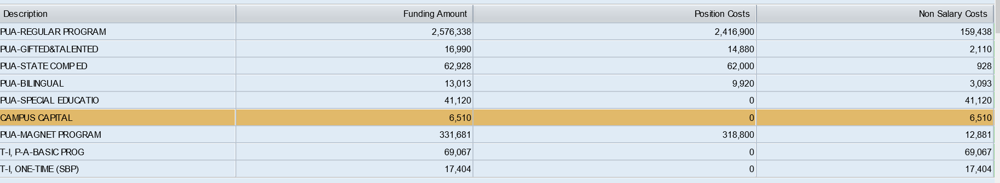 Description Funding Amount Position Costs Non Salary Costs
PUA-REGULAR PROGRAM 2,576,338 2,416,900 159,438
PUA-GIFTED&TALENTED 16,990 14,880 2,110
PUA-STATE COMP ED 62,928 62,000 928
PUA-BILINGUAL 13,013 9,920 3,093
PUA-SPECIAL EDUCATIO 41,120 0 41,120
CAMPUS CAPITAL 6,510 0 6,510
PUA-MAGNET PROGRAM 331,681 318,800 12,881
T-I, P-A-BASIC PROG 69,067 0 69,067
T-I, ONE-TIME (SBP) 17,404 0 17,404